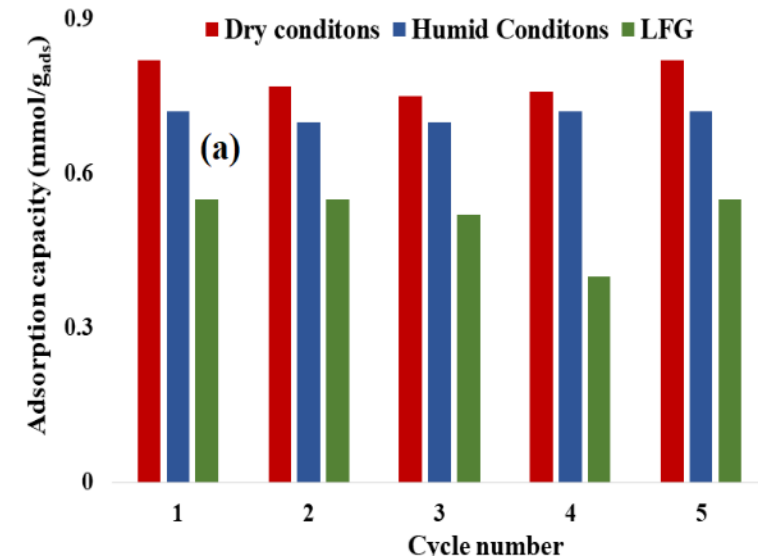 0.9
Dry conditons Humid Conditons LFG
(a)
0.6
0.3
0
Adsorption capacity (mmol/gads)
1 2 3 4 5
Cycle number